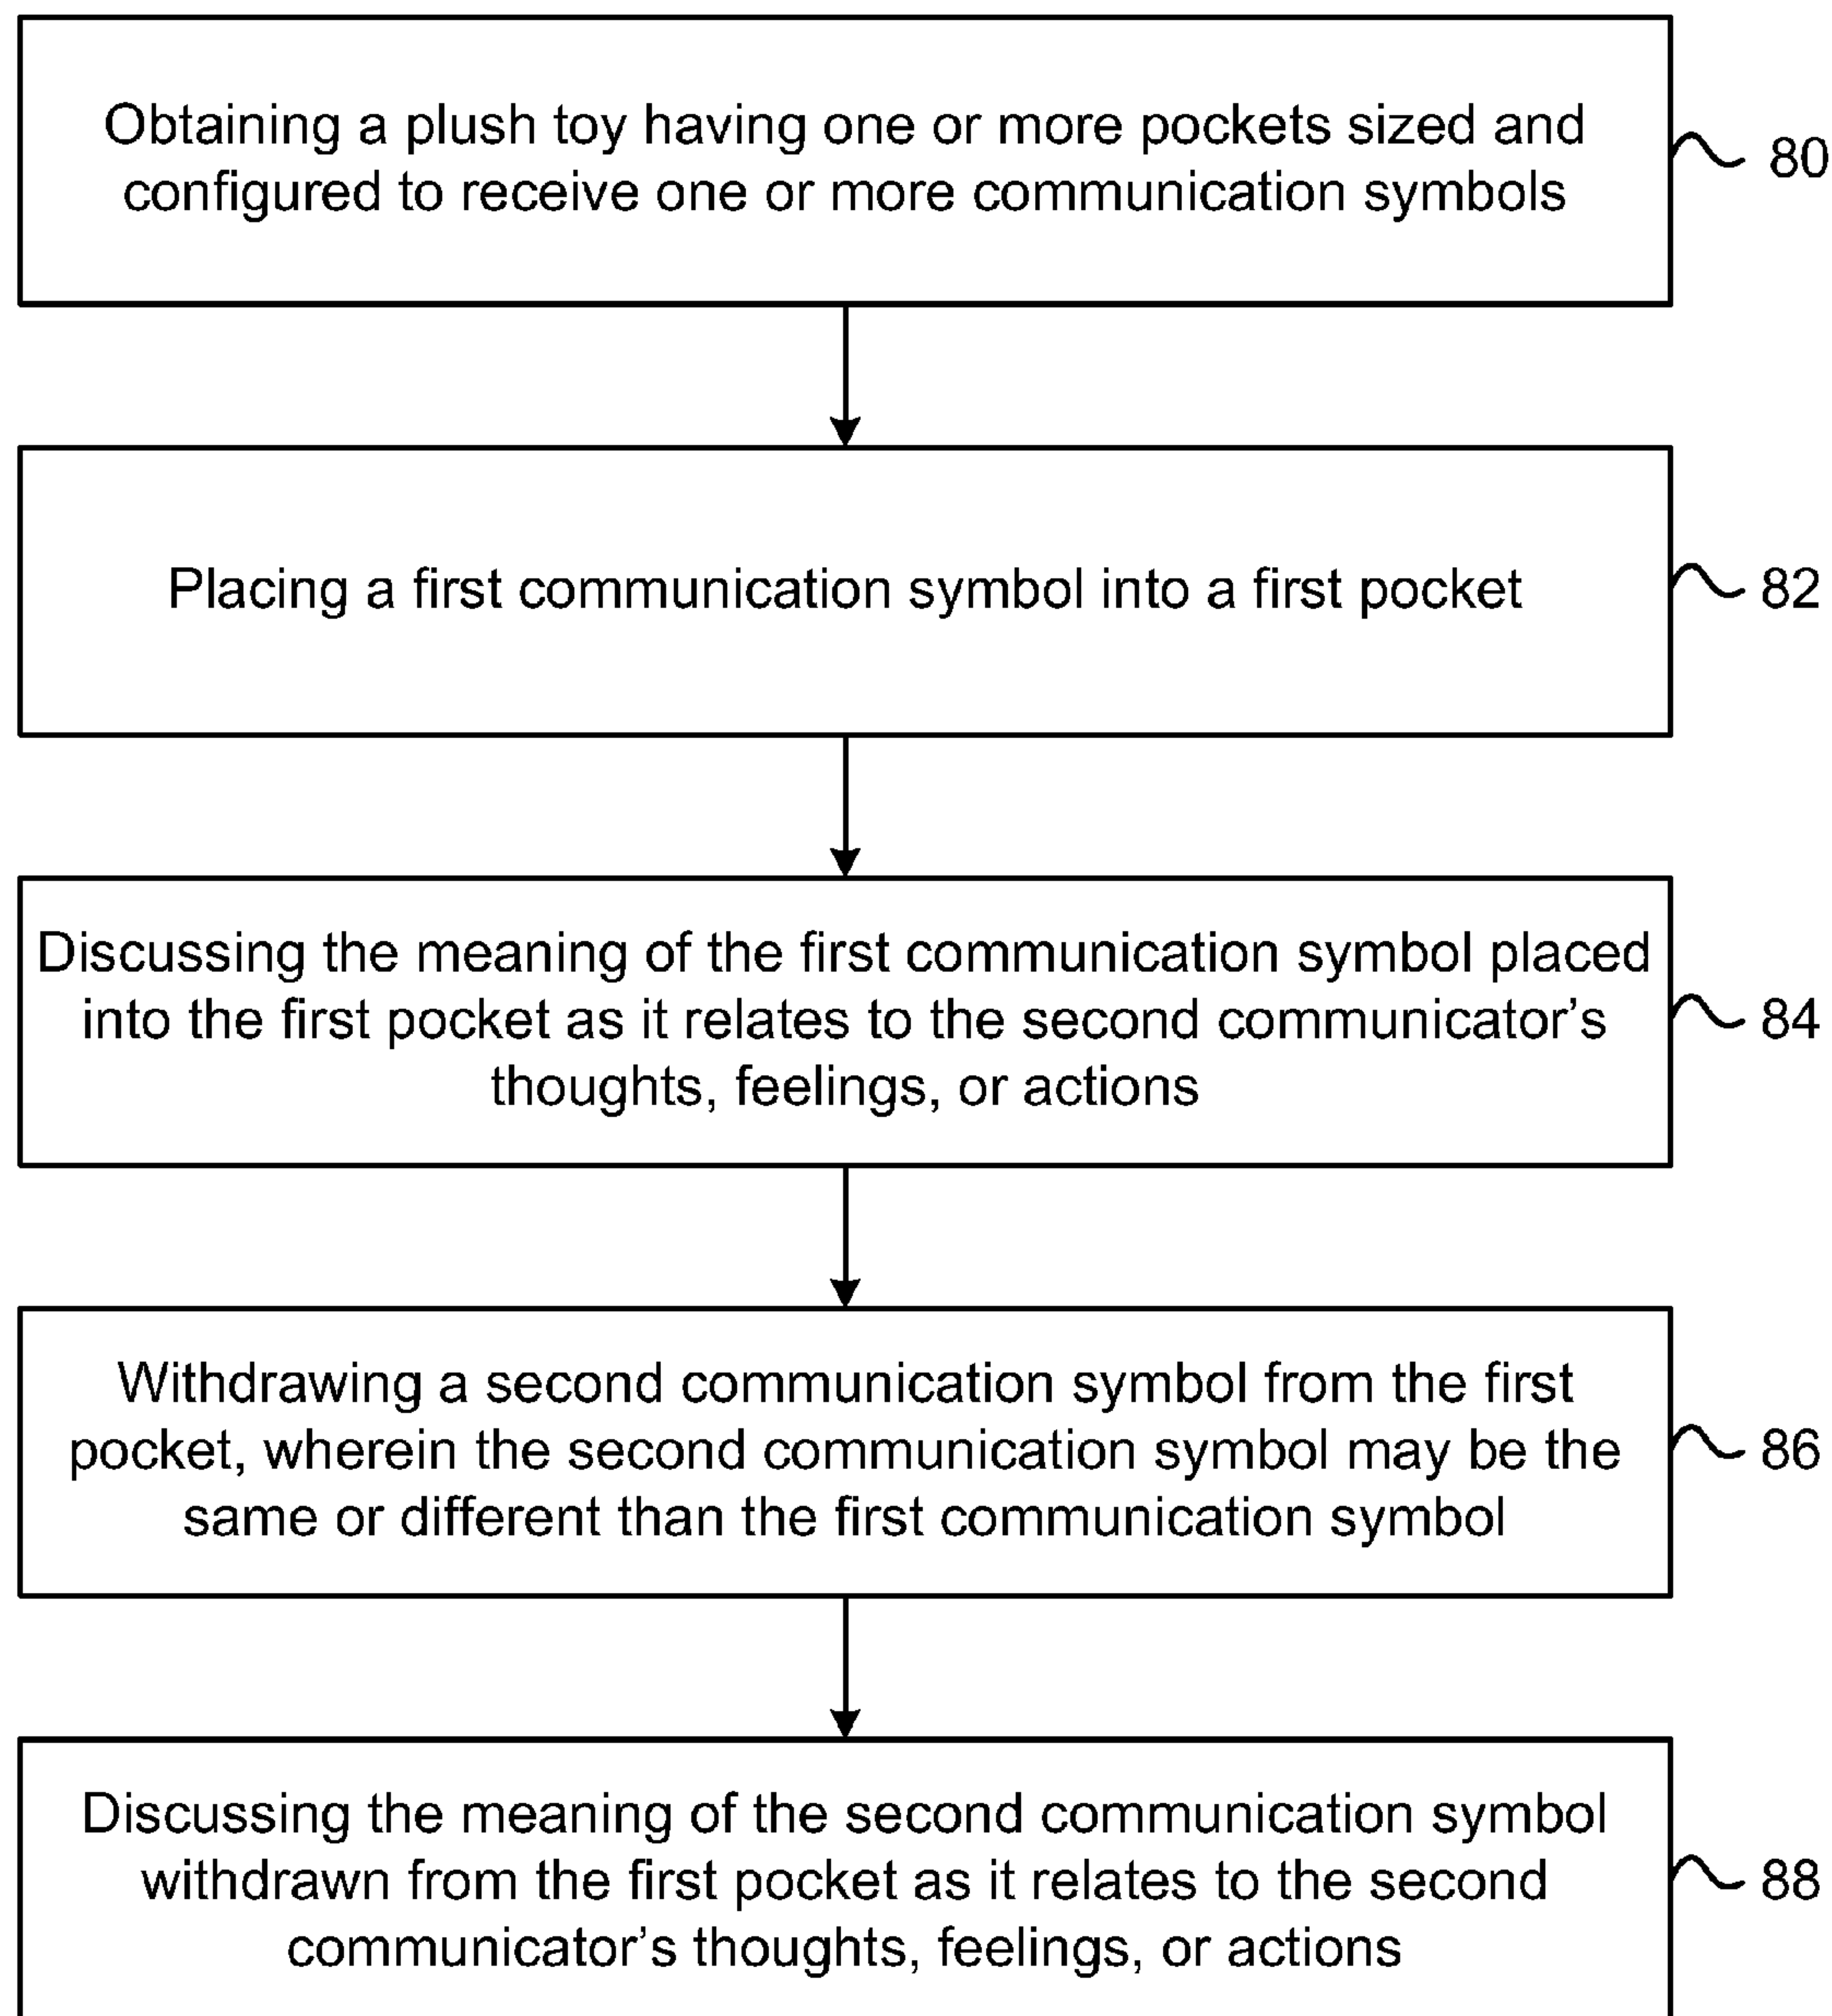 Obtaining a plush toy having one or more pockets sized and
configured to receive one or more communication symbols
80
Placing a first communication symbol into a first pocket
82
Discussing the meaning of the first communication symbol placed
into the first pocket as it relates to the second communicator’s
thoughts, feelings, or actions
84
Withdrawing a second communication symbol from the first
pocket, wherein the second communication symbol may be the
same or different than the first communication symbol
86
Discussing the meaning of the second communication symbol
withdrawn from the first pocket as it relates to the second
communicator’s thoughts, feelings, or actions
88